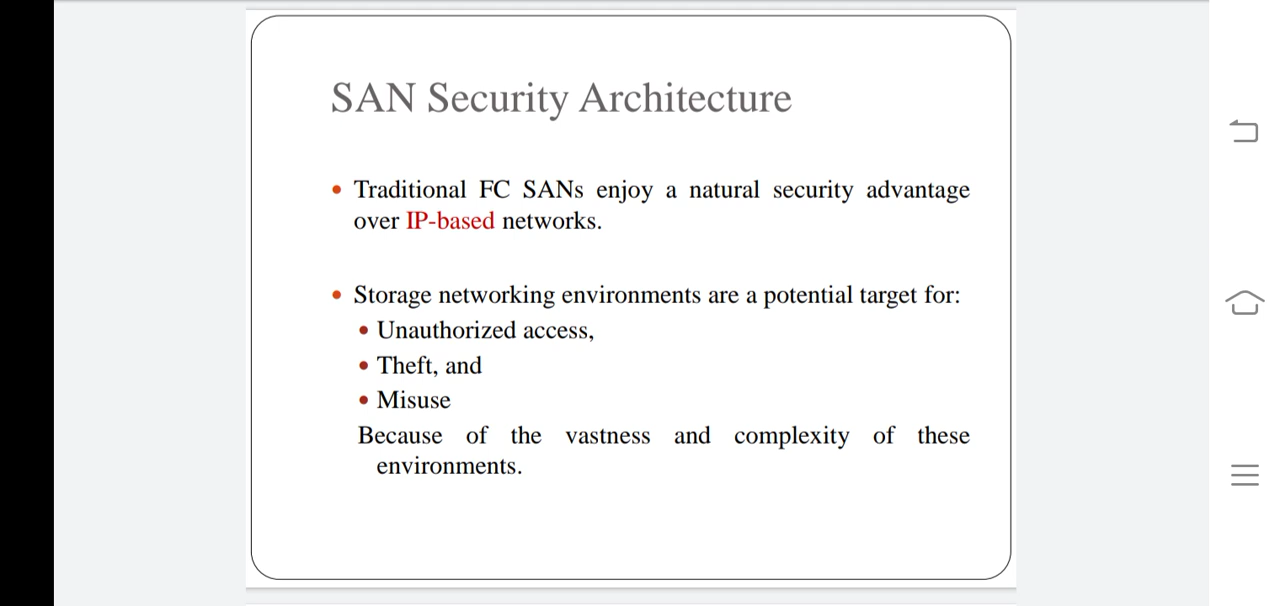 SAN Security Architecture
• Traditional FC SANs enjoy a natural security advantage
over IP-based networks.
• Storage networking environments are a potential target for:
• Unauthorized access,
• Theft, and
• Misuse
Because of the vastness and complexity of these
environments.